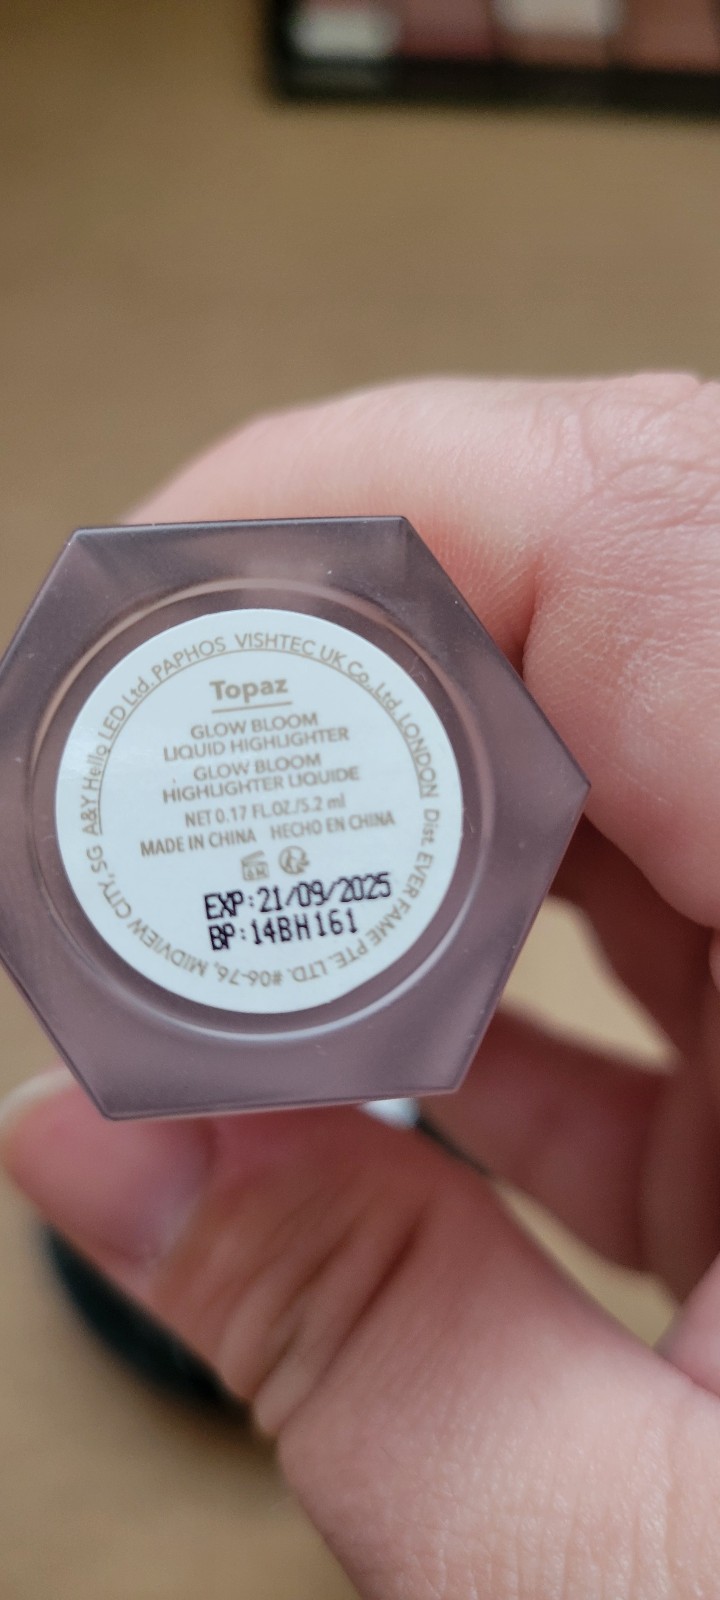 Topaz
GLOW BLOOM
LIQUID HIGHLIGHTER
GLOW BLOOM
HIGHLIGHTER LIQUIDE
NET 0.17 FL.OZ./5.2 ml
MADE IN CHINA HECHO EN CHINA
EXP:21/09/2025
BP:14BH161
A&Y Hello LED Ltd. PAPHOS VISHTEC UK Co.,Ltd. LONDON Dist. EVER FAME PTE. LTD. #06-76, MIDVIEW CITY, SG